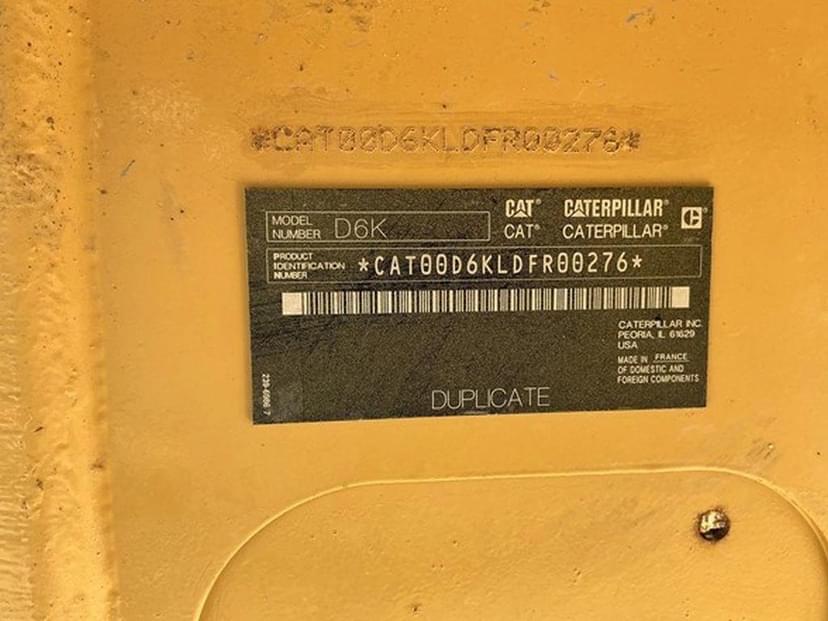 *CAT00D6KLDFR00276*
MODEL NUMBER D6K
CAT® CATERPILLAR®
CAT® CATERPILLAR®
PRODUCT IDENTIFICATION NUMBER *CAT00D6KLDFR00276*
CATERPILLAR INC.
PEORIA, IL 61629
USA
MADE IN FRANCE
OF DOMESTIC AND
FOREIGN COMPONENTS
DUPLICATE